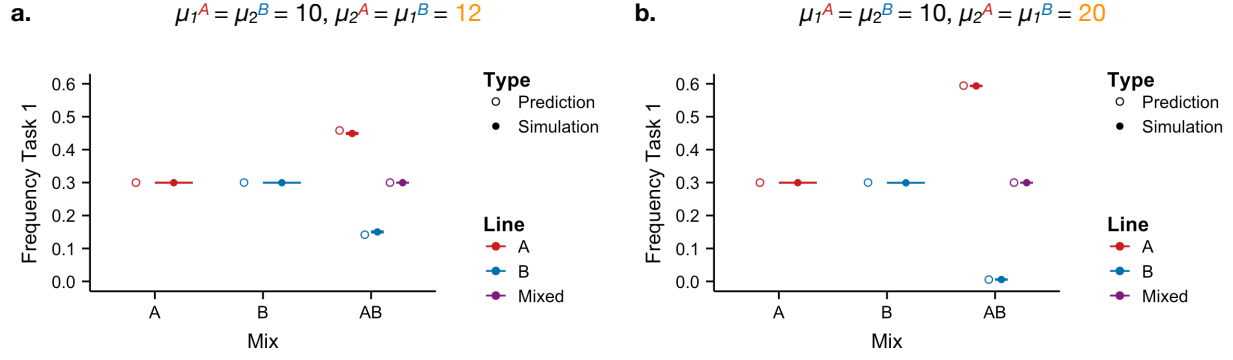 a.
μ₁ᴬ = μ₂ᴮ = 10, μ₂ᴬ = μ₁ᴮ = 12
Frequency Task 1
0.6
0.5
0.4
0.3
0.2
0.1
0.0
A
B
AB
Mix
Type
Prediction
Simulation
Line
A
B
Mixed
b.
μ₁ᴬ = μ₂ᴮ = 10, μ₂ᴬ = μ₁ᴮ = 20
Frequency Task 1
0.6
0.5
0.4
0.3
0.2
0.1
0.0
A
B
AB
Mix
Type
Prediction
Simulation
Line
A
B
Mixed